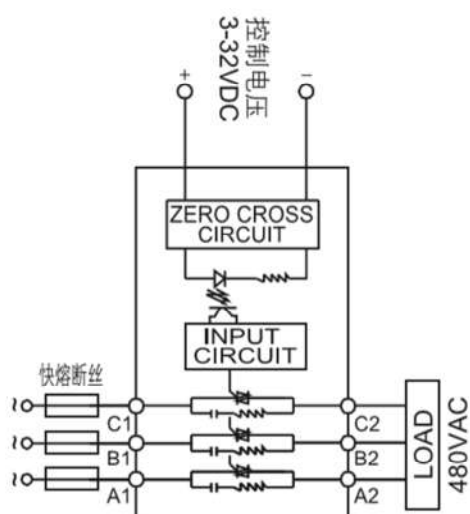 控制电压
3-32VDC
+
−
ZERO CROSS
CIRCUIT
INPUT
CIRCUIT
快熔断丝
~
C1
C2
~
B1
B2
~
A1
A2
LOAD
480VAC